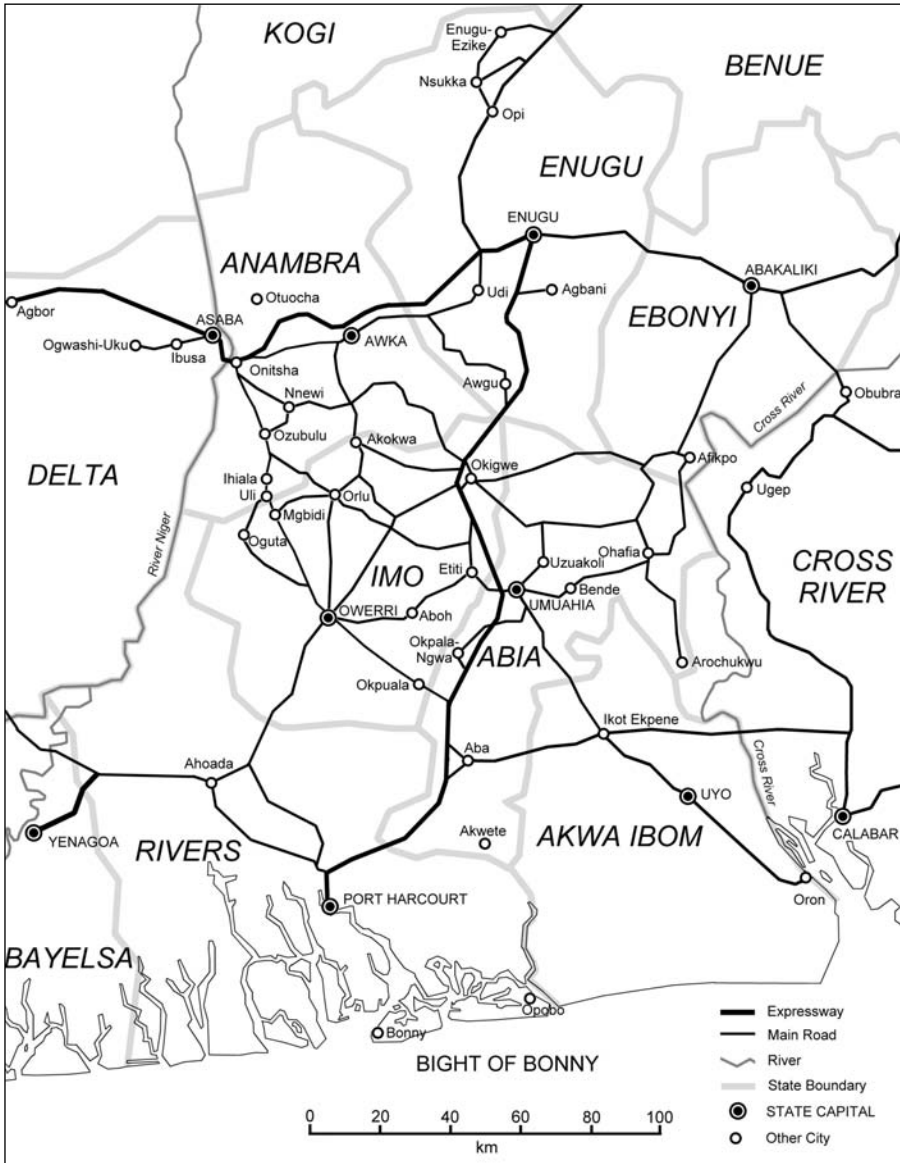 KOGI
Enugu-
Ezike
BENUE
Nsukka
Opi
ENUGU
ENUGU
ANAMBRA
ABAKALIKI
Otuocha
Udi
Agbani
Agbor
EBONYI
ASABA
AWKA
Ogwashi-Uku
Ibusa
Onitsha
Awgu
Cross River
Obubra
Nnewi
Ozubulu
Akokwa
DELTA
Okigwe
Afikpo
Ihiala
Uli
Orlu
Ugep
Mgbidi
Oguta
River Niger
Ohafia
CROSS
RIVER
IMO
Etiti
Uzuakoli
Bende
UMUAHIA
OWERRI
Aboh
Okpala-
Ngwa
ABIA
Arochukwu
Okpuala
Ikot Ekpene
Aba
Cross River
Ahoada
UYO
YENAGOA
RIVERS
Akwete
AKWA IBOM
CALABAR
Oron
PORT HARCOURT
BAYELSA
Opobo
Bonny
BIGHT OF BONNY
Expressway
Main Road
River
State Boundary
STATE CAPITAL
Other City
0 20 40 60 80 100
km